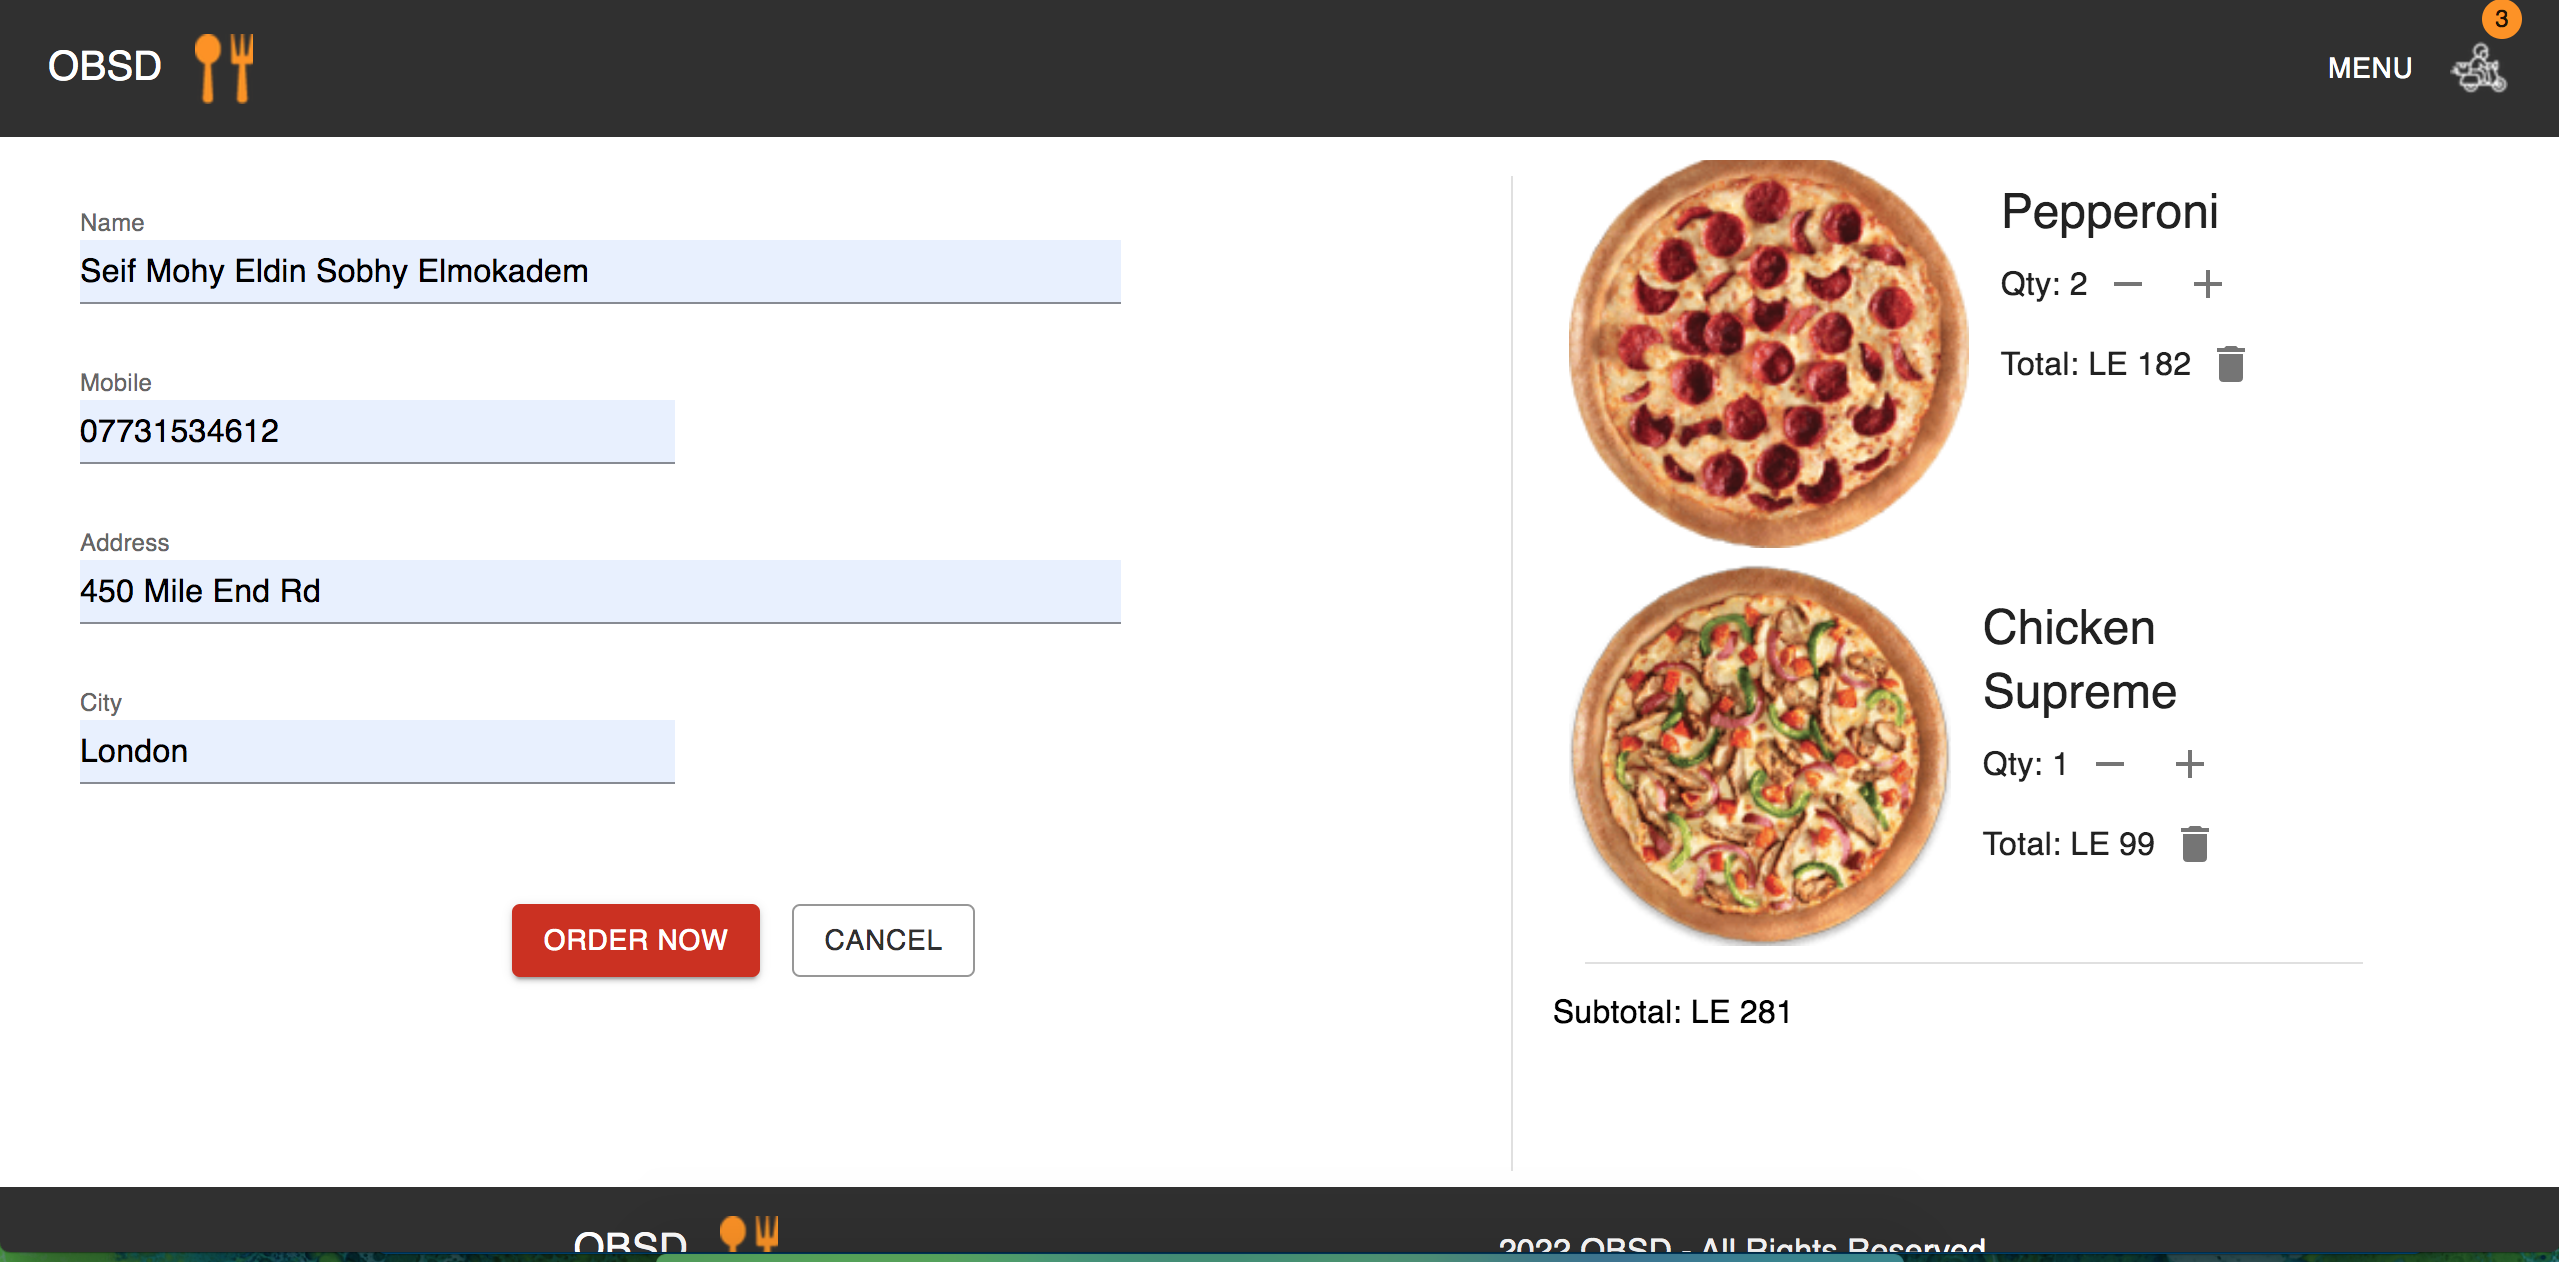 OBSD
MENU
3
Name
Seif Mohy Eldin Sobhy Elmokadem
Mobile
07731534612
Address
450 Mile End Rd
City
London
ORDER NOW
CANCEL
Pepperoni
Qty: 2
Total: LE 182
Chicken
Supreme
Qty: 1
Total: LE 99
Subtotal: LE 281
OBSD
2022 OBSD - All Rights Reserved